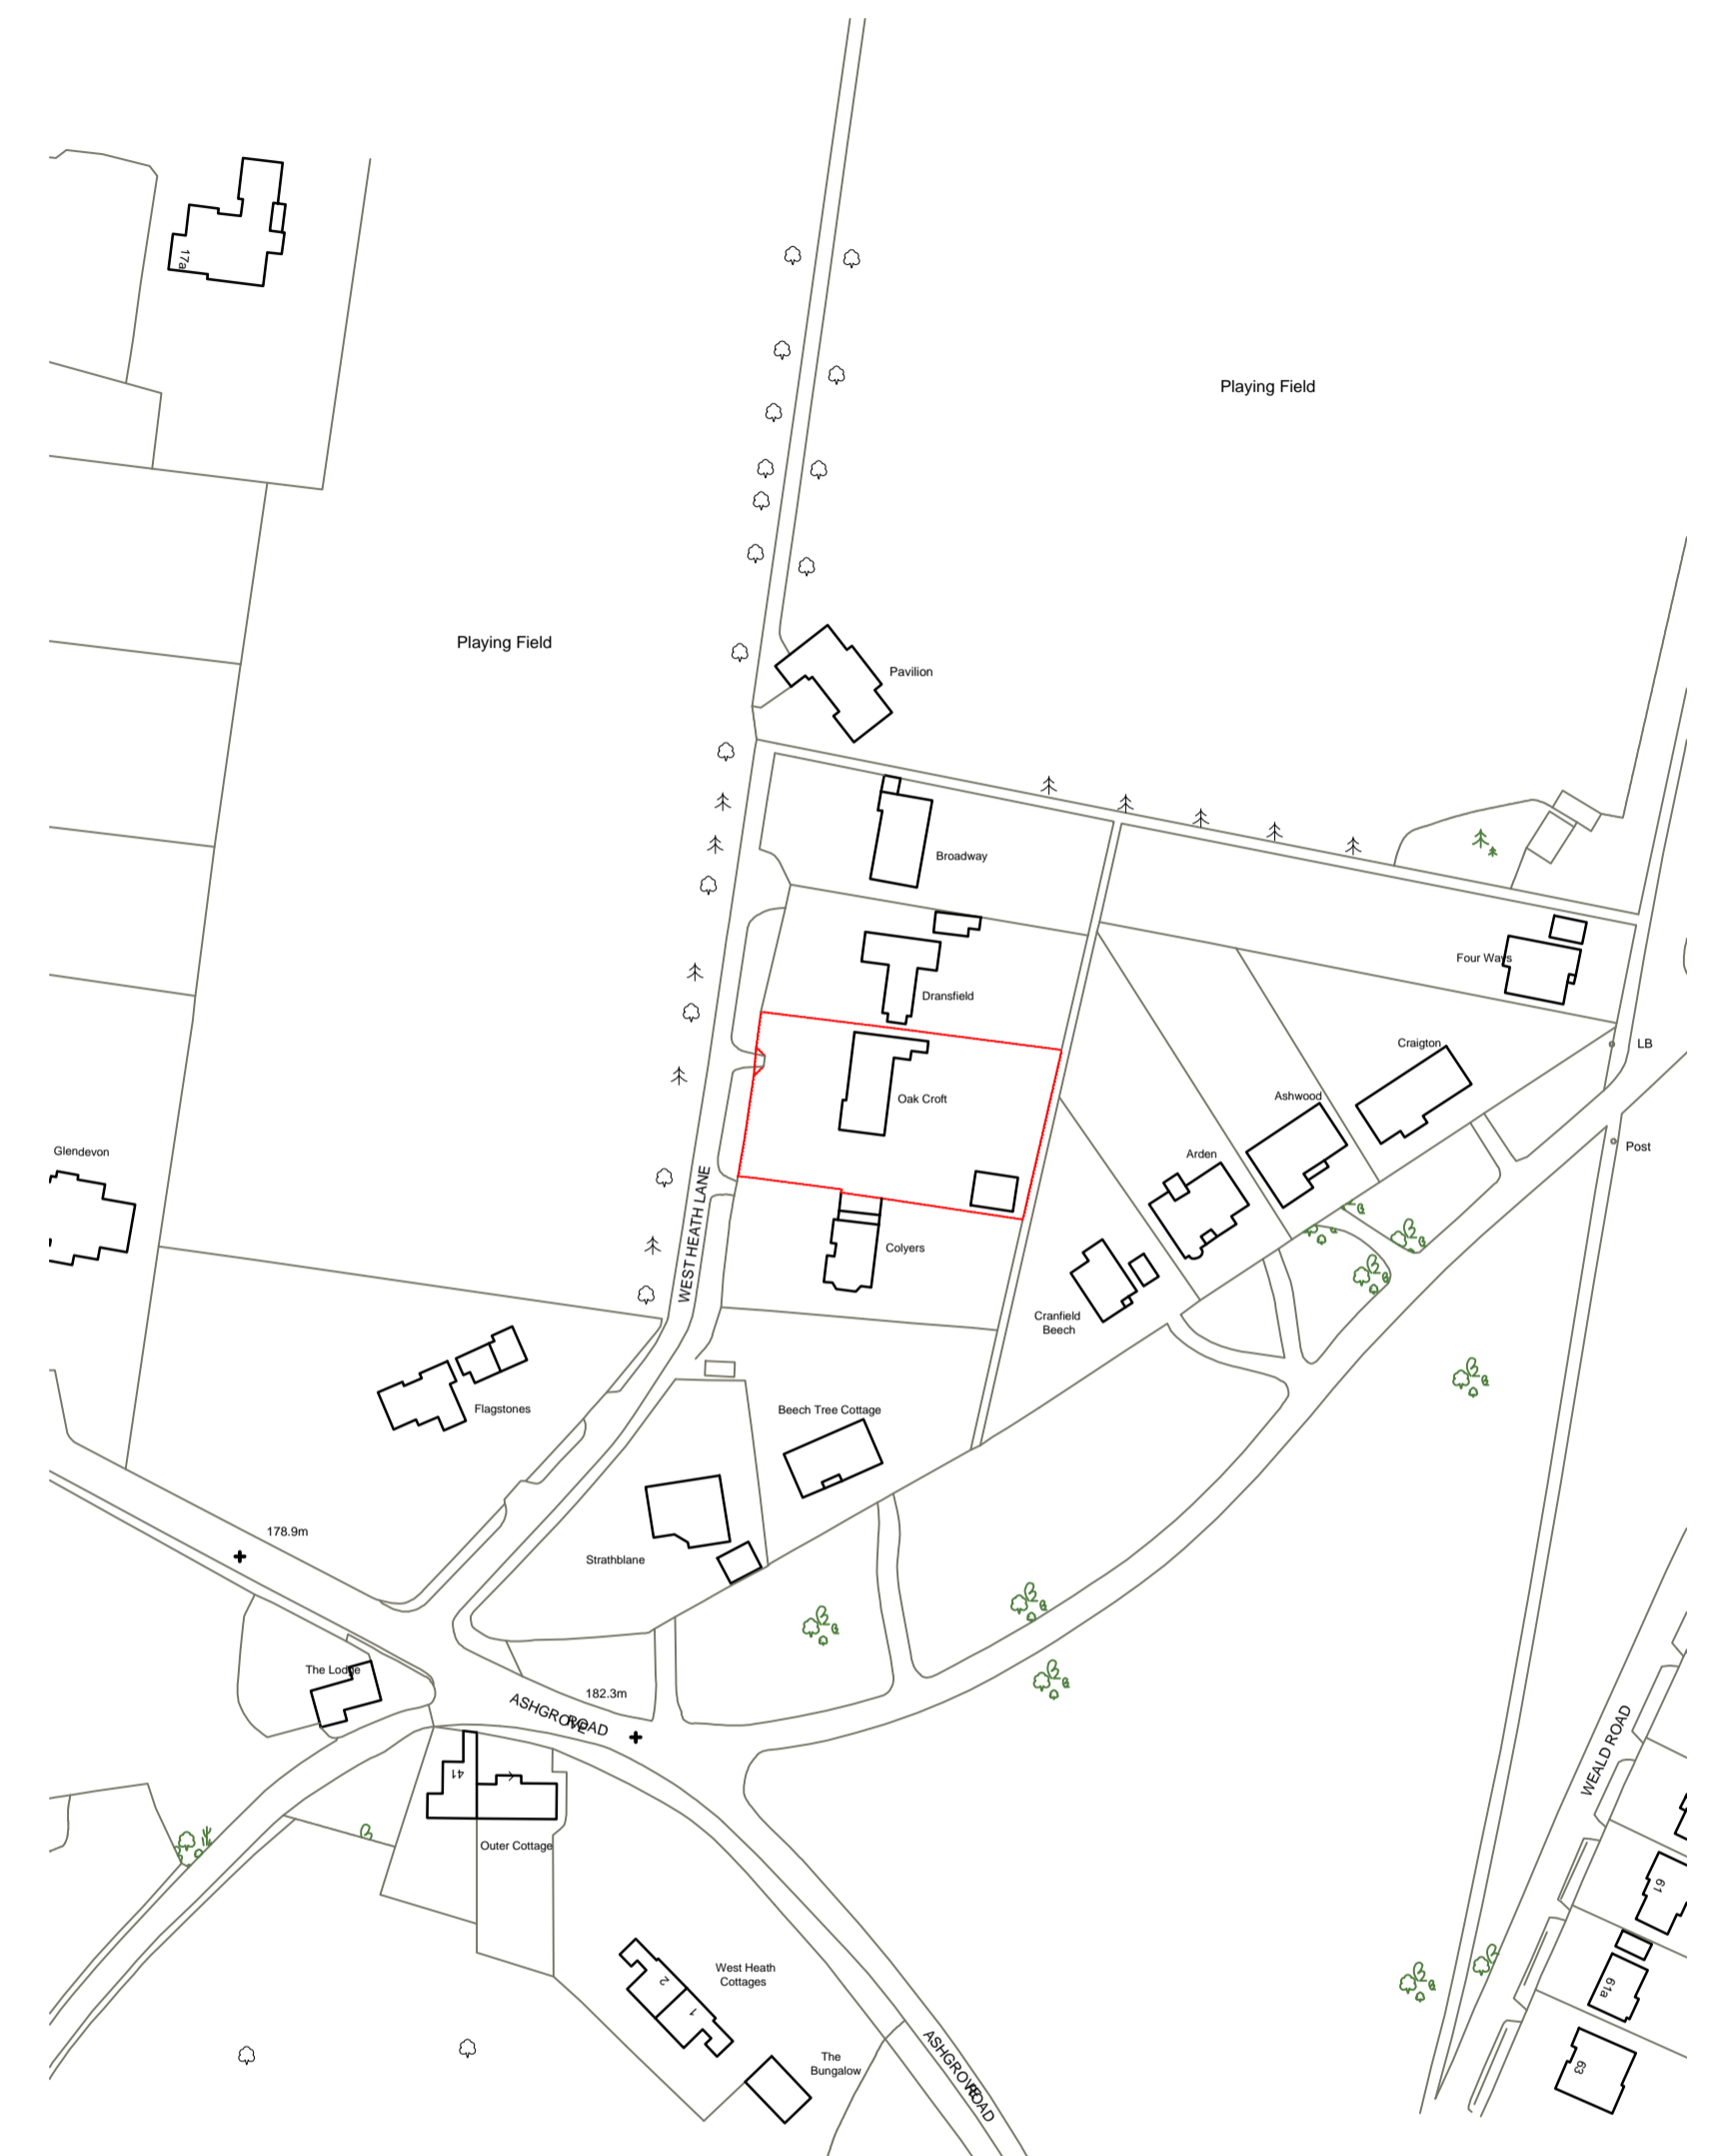 17a
Playing Field
Playing Field
Pavilion
Broadway
Four Ways
Dransfield
Craigton
LB
Oak Croft
Ashwood
Post
Glendevon
Arden
WEST HEATH LANE
Colyers
Cranfield
Beech
Flagstones
Beech Tree Cottage
178.9m
Strathblane
The Lodge
182.3m
ASHGROVE
ROAD
WEALD ROAD
41
Outer Cottage
61
West Heath
Cottages
2
1
61a
The
Bungalow
ASHGROVE
ROAD
63